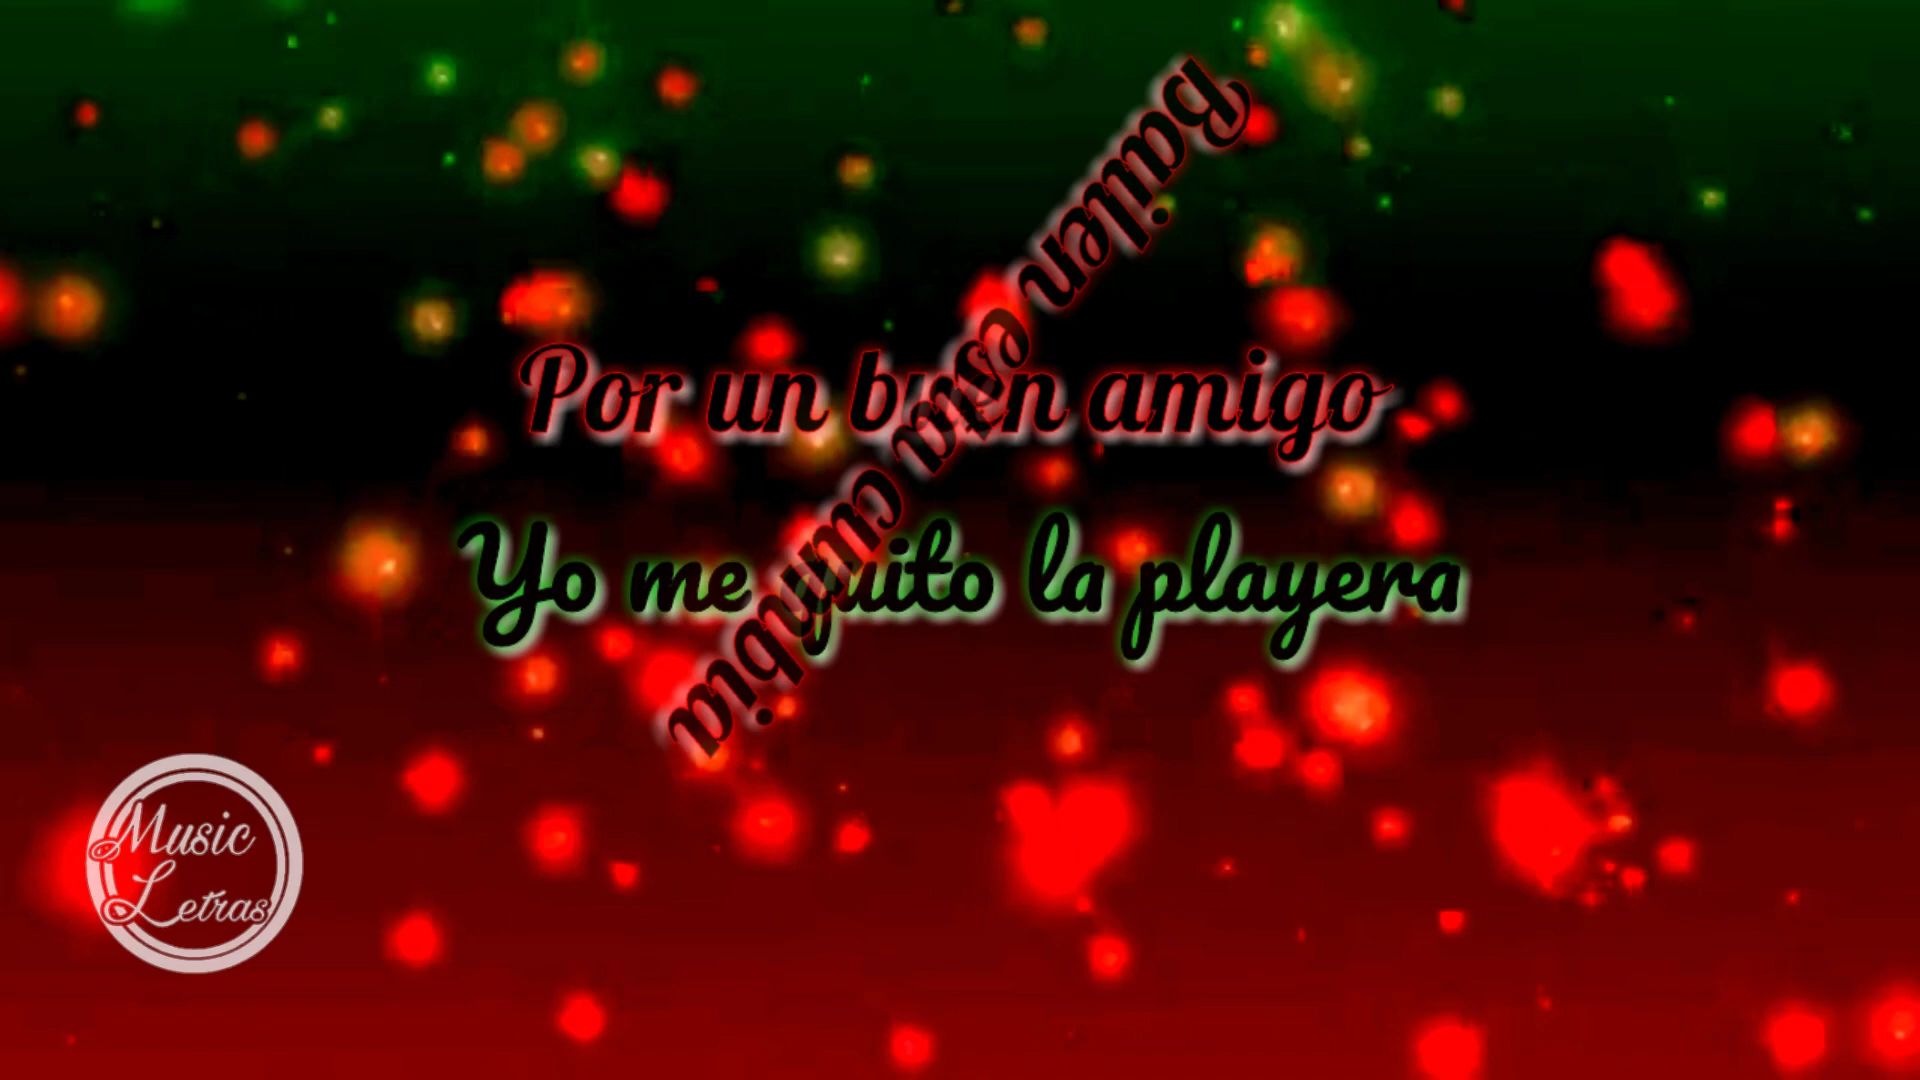 Bailen esta cumbia
Por un buen amigo
Yo me quito la playera
Music
Letras